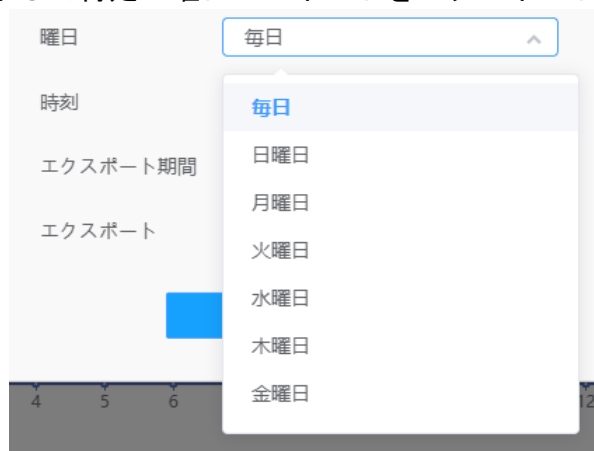 曜日
毎日
時刻
毎日
エクスポート期間
日曜日
月曜日
エクスポート
火曜日
水曜日
木曜日
金曜日
4 5 6 12